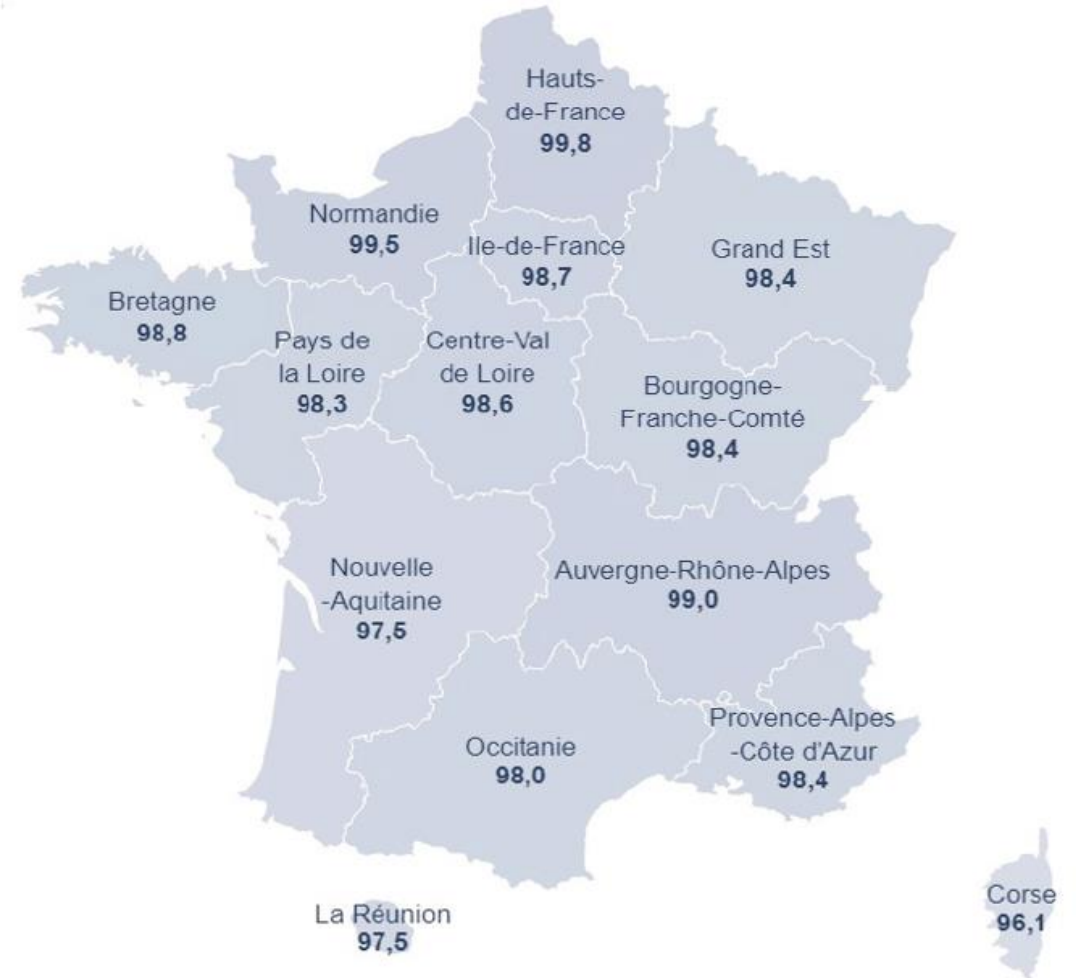 Hauts-
de-France
99,8
Normandie
99,5
Ile-de-France
98,7
Grand Est
98,4
Bretagne
98,8
Pays de
la Loire
98,3
Centre-Val
de Loire
98,6
Bourgogne-
Franche-Comté
98,4
Nouvelle
-Aquitaine
97,5
Auvergne-Rhône-Alpes
99,0
Provence-Alpes
-Côte d'Azur
98,4
Occitanie
98,0
Corse
96,1
La Réunion
97,5